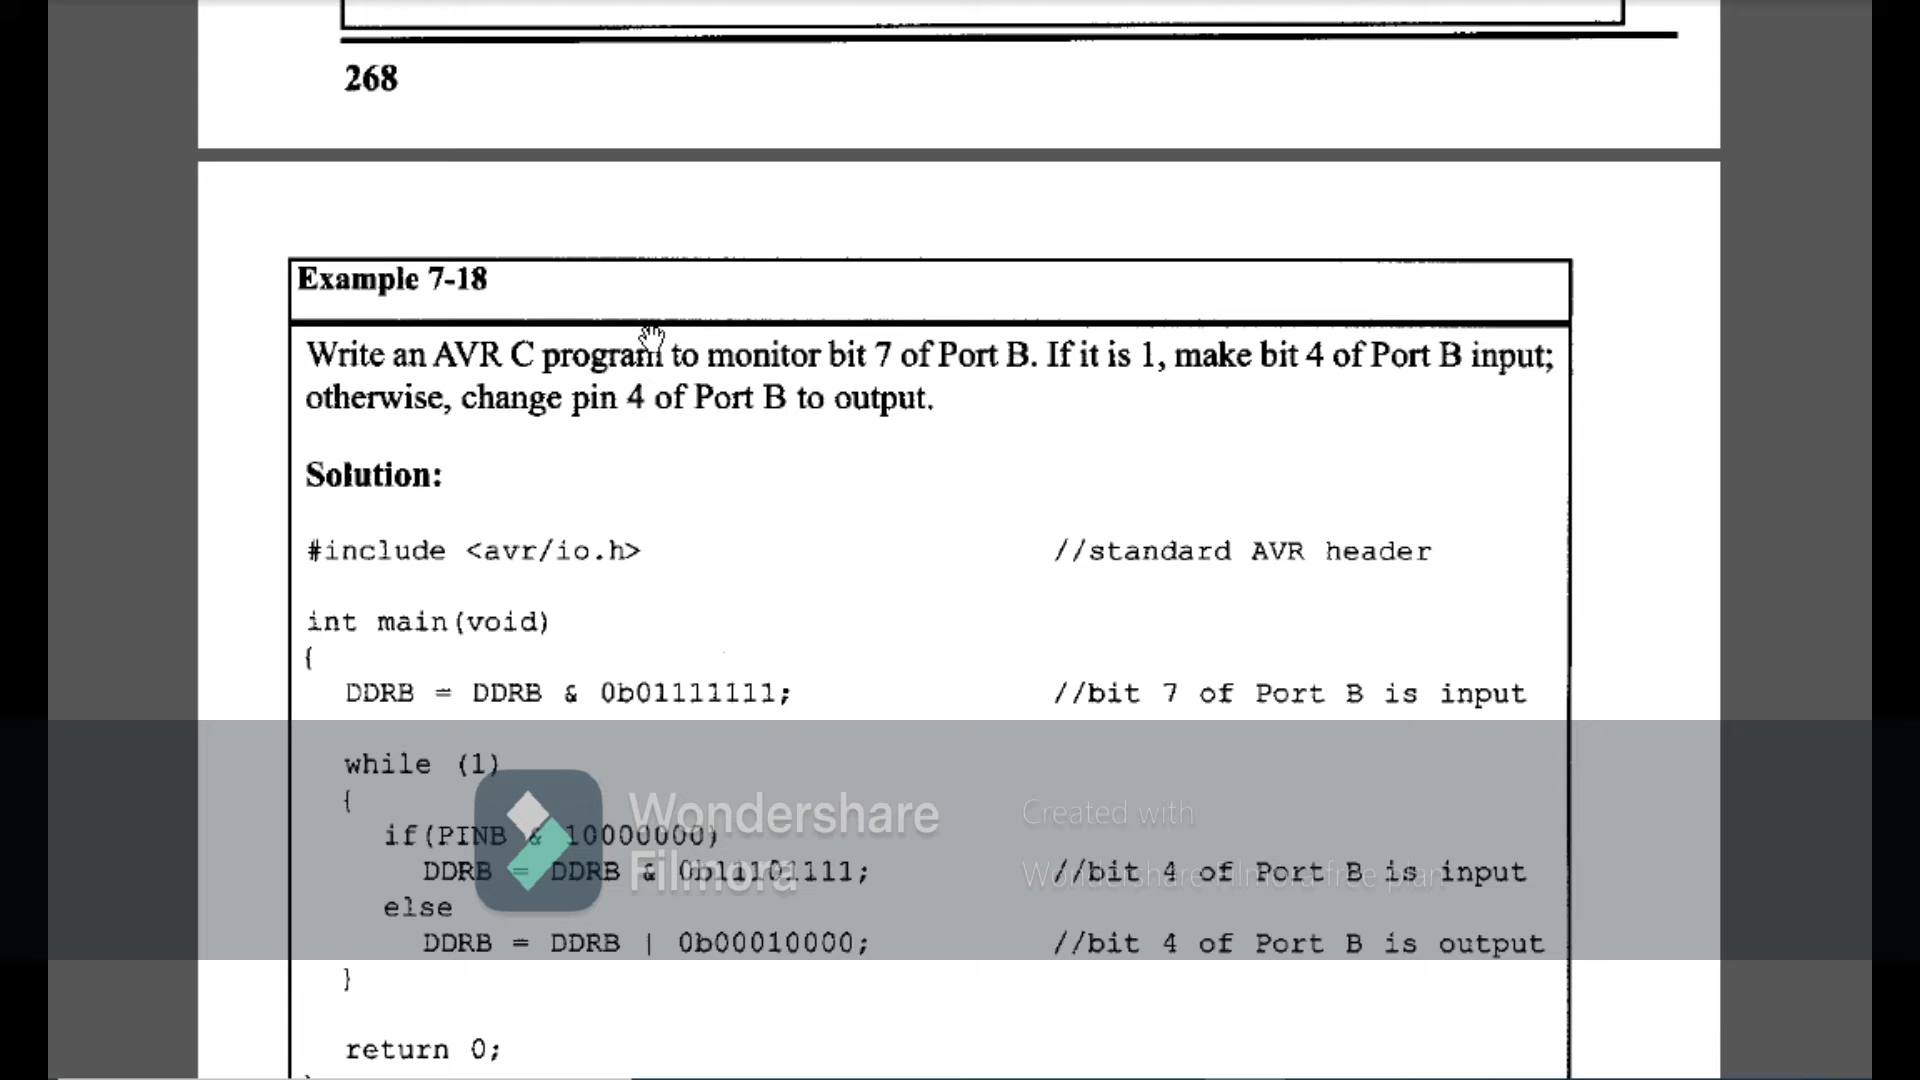 268
Example 7-18
Write an AVR C program to monitor bit 7 of Port B. If it is 1, make bit 4 of Port B input;
otherwise, change pin 4 of Port B to output.
Solution:
#include <avr/io.h> //standard AVR header
int main(void)
{
DDRB = DDRB & 0b01111111; //bit 7 of Port B is input
while (1)
{
if(PINB & 10000000)
DDRB = DDRB & 0b11101111; //bit 4 of Port B is input
else
DDRB = DDRB | 0b00010000; //bit 4 of Port B is output
}
return 0;
Wondershare
Filmora
Created with
Wondershare Filmora free plan